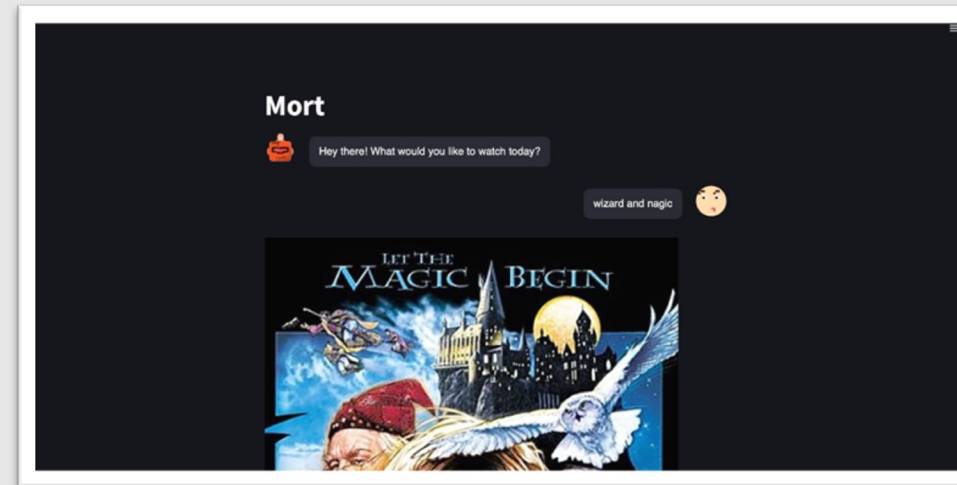 Mort
Hey there! What would you like to watch today?
wizard and nagic
LET THE
MAGIC BEGIN